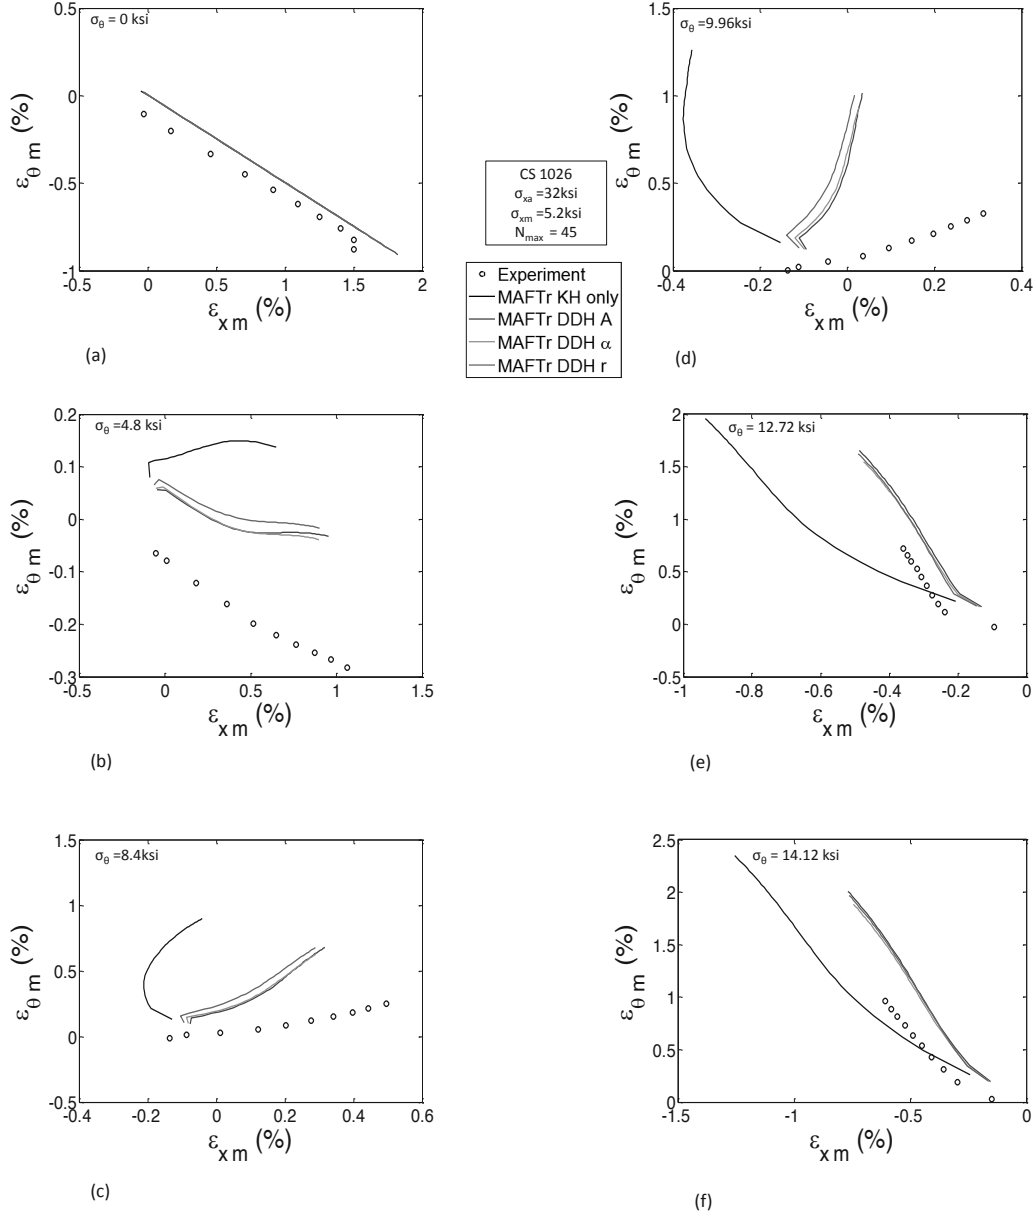 σθ = 0 ksi
0.5
0
-0.5
-1
-0.5 0 0.5 1 1.5 2
εθ m (%)
εx m (%)
(a)
σθ =4.8 ksi
0.2
0.1
0
-0.1
-0.2
-0.3
-0.5 0 0.5 1 1.5
εθ m (%)
εx m (%)
(b)
σθ =8.4ksi
1.5
1
0.5
0
-0.5
-0.4 -0.2 0 0.2 0.4 0.6
εθ m (%)
εx m (%)
(c)
CS 1026
σxa =32ksi
σxm =5.2ksi
Nmax = 45
Experiment
MAFTr KH only
MAFTr DDH A
MAFTr DDH α
MAFTr DDH r
σθ =9.96ksi
1.5
1
0.5
0
-0.4 -0.2 0 0.2 0.4
εθ m (%)
εx m (%)
(d)
σθ = 12.72 ksi
2
1.5
1
0.5
0
-0.5
-1 -0.8 -0.6 -0.4 -0.2 0
εθ m (%)
εx m (%)
(e)
σθ = 14.12 ksi
2.5
2
1.5
1
0.5
0
-1.5 -1 -0.5 0
εθ m (%)
εx m (%)
(f)